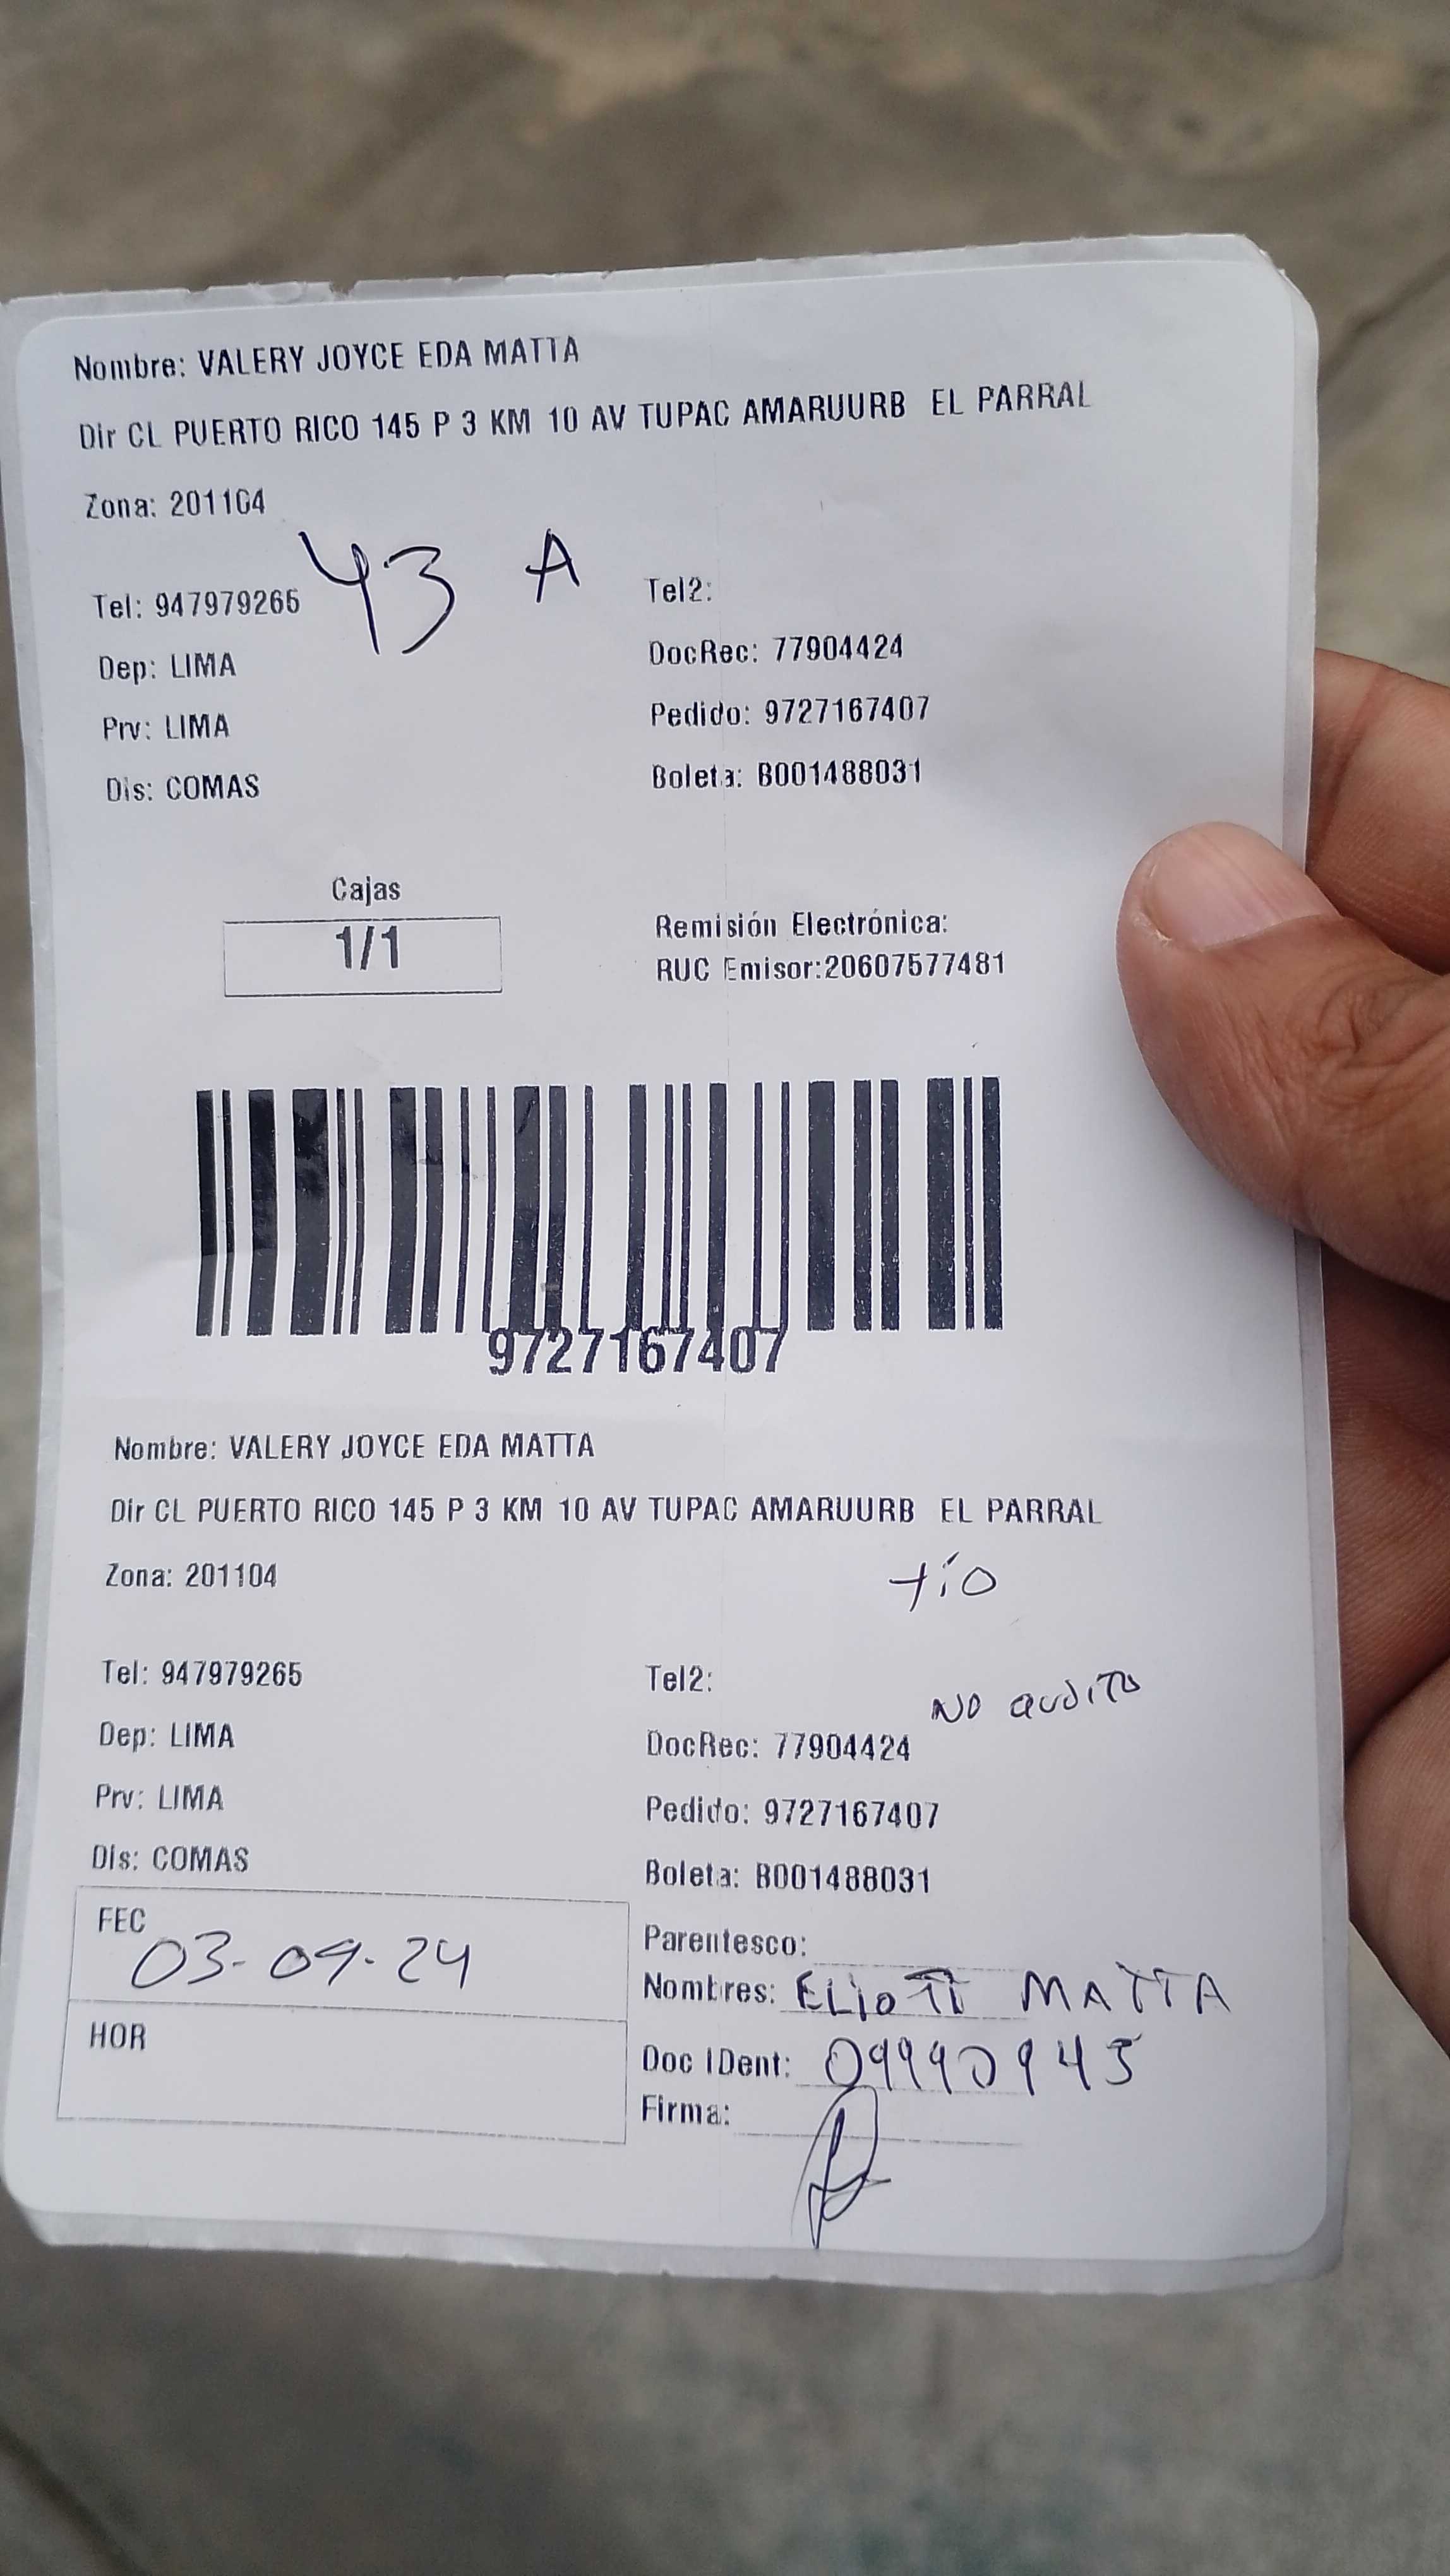 Nombre: VALERY JOYCE EDA MATTA
Dir CL PUERTO RICO 145 P 3 KM 10 AV TUPAC AMARUURB EL PARRAL
Zona: 201104
43 A
Tel: 947979265 Tel2:
Dep: LIMA DocRec: 77904424
Prv: LIMA Pedido: 9727167407
Dis: COMAS Boleta: B001488031
Cajas
1/1
Remisión Electrónica:
RUC Emisor:20607577481
9727167407
Nombre: VALERY JOYCE EDA MATTA
Dir CL PUERTO RICO 145 P 3 KM 10 AV TUPAC AMARUURB EL PARRAL
Zona: 201104
tío
Tel: 947979265 Tel2:
NO audito
Dep: LIMA DocRec: 77904424
Prv: LIMA Pedido: 9727167407
Dis: COMAS Boleta: B001488031
FEC
03-09-24
HOR
Parentesco:
Nombres: ELIOTT MATTA
Doc IDent: 09990945
Firma: